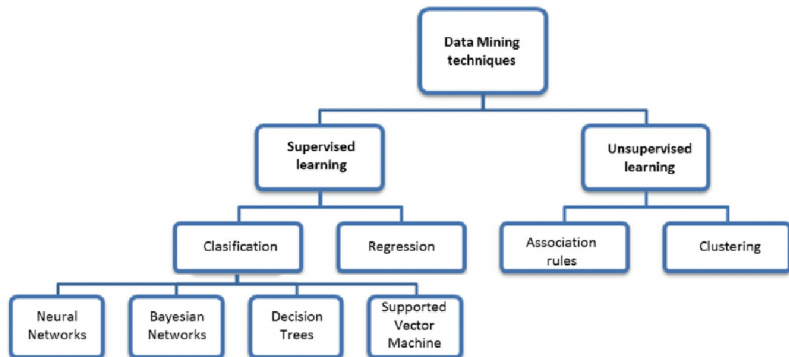 Data Mining
techniques
Supervised
learning
Unsupervised
learning
Clasification
Regression
Association
rules
Clustering
Neural
Networks
Bayesian
Networks
Decision
Trees
Supported
Vector
Machine